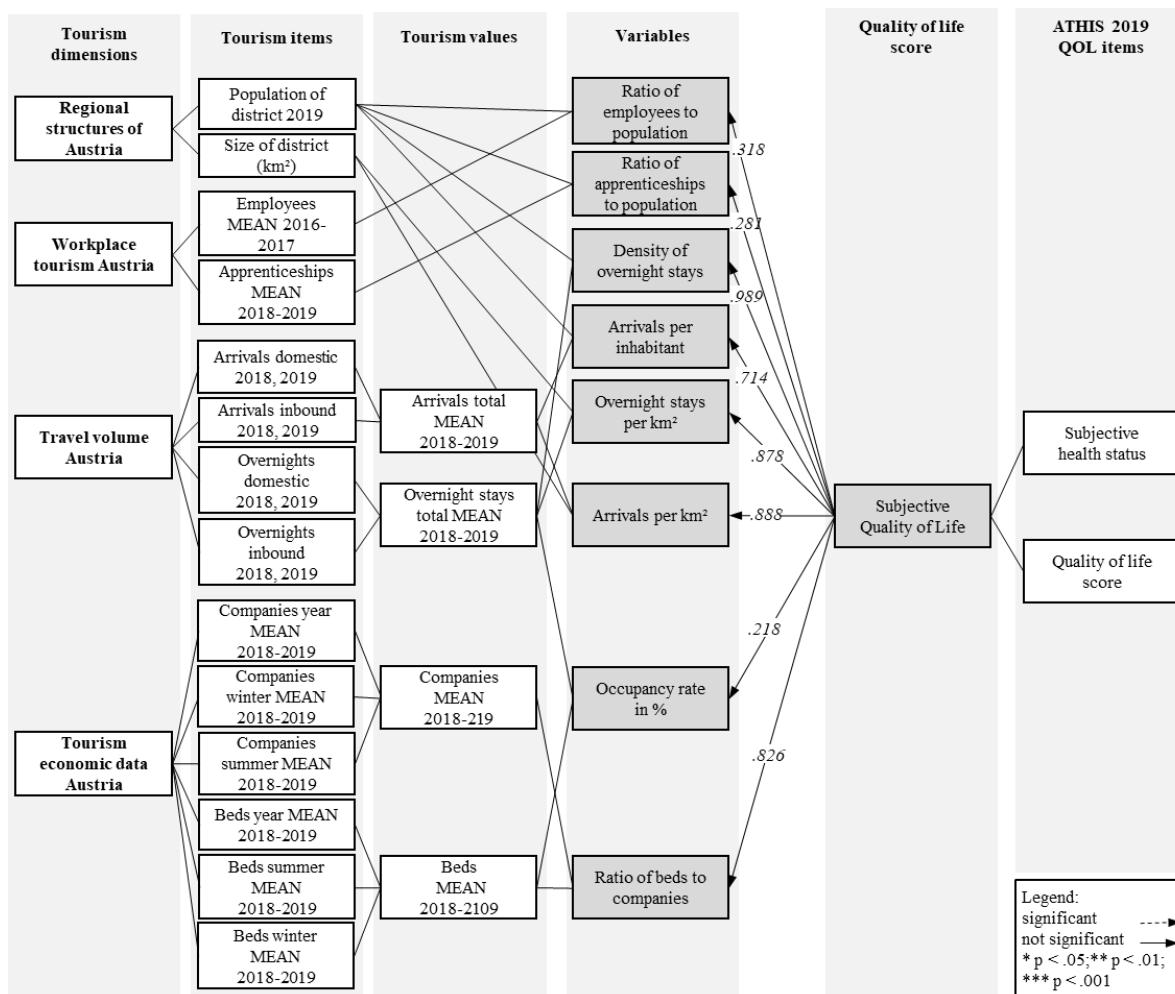 Tourism
dimensions
Regional
structures of
Austria
Workplace
tourism Austria
Travel volume
Austria
Tourism
economic data
Austria
Tourism items
Population of
district 2019
Size of district
(km²)
Employees
MEAN 2016-
2017
Apprenticeships
MEAN
2018-2019
Arrivals domestic
2018, 2019
Arrivals inbound
2018, 2019
Overnights
domestic
2018, 2019
Overnights
inbound
2018, 2019
Companies year
MEAN
2018-2019
Companies
winter MEAN
2018-2019
Companies
summer MEAN
2018-2019
Beds year MEAN
2018-2019
Beds summer
MEAN
2018-2019
Beds winter
MEAN
2018-2019
Tourism values
Arrivals total
MEAN
2018-2019
Overnight stays
total MEAN
2018-2019
Companies
MEAN
2018-219
Beds
MEAN
2018-2109
Variables
Ratio of
employees to
population
Ratio of
apprenticeships
to population
Density of
overnight stays
Arrivals per
inhabitant
Overnight stays
per km²
Arrivals per km²
Occupancy rate
in %
Ratio of beds to
companies
.318
.281
.989
.714
.878
.888
.218
.826
Quality of life
score
Subjective
Quality of Life
ATHIS 2019
QOL items
Subjective
health status
Quality of life
score
Legend:
significant
not significant
* p < .05;** p < .01;
*** p < .001